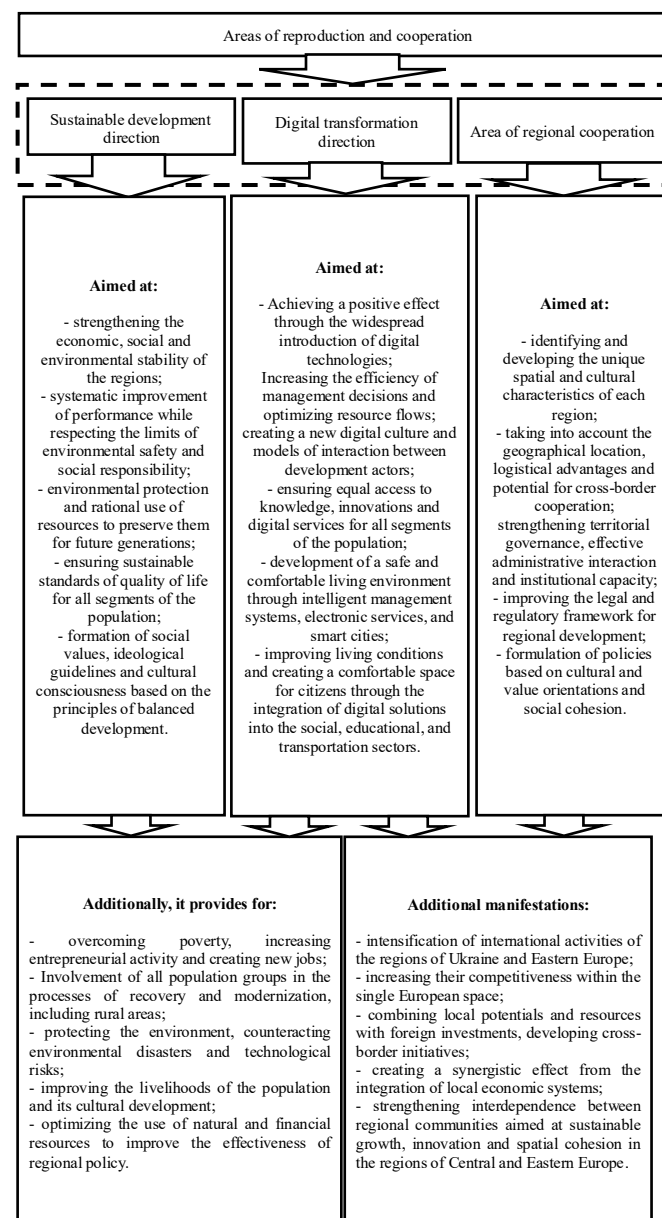 Areas of reproduction and cooperation
Sustainable development
direction
Digital transformation
direction
Area of regional cooperation
Aimed at:
- strengthening the
economic, social and
environmental stability of
the regions;
- systematic improvement
of performance while
respecting the limits of
environmental safety and
social responsibility;
- environmental protection
and rational use of
resources to preserve them
for future generations;
- ensuring sustainable
standards of quality of life
for all segments of the
population;
- formation of social
values, ideological
guidelines and cultural
consciousness based on the
principles of balanced
development.
Aimed at:
- Achieving a positive effect
through the widespread
introduction of digital
technologies;
Increasing the efficiency of
management decisions and
optimizing resource flows;
creating a new digital culture and
models of interaction between
development actors;
- ensuring equal access to
knowledge, innovations and
digital services for all segments
of the population;
- development of a safe and
comfortable living environment
through intelligent management
systems, electronic services, and
smart cities;
- improving living conditions
and creating a comfortable space
for citizens through the
integration of digital solutions
into the social, educational, and
transportation sectors.
Aimed at:
- identifying and
developing the unique
spatial and cultural
characteristics of each
region;
- taking into account the
geographical location,
logistical advantages and
potential for cross-border
cooperation;
strengthening territorial
governance, effective
administrative interaction
and institutional capacity;
- improving the legal and
regulatory framework for
regional development;
- formulation of policies
based on cultural and
value orientations and
social cohesion.
Additionally, it provides for:
- overcoming poverty, increasing
entrepreneurial activity and creating new jobs;
- Involvement of all population groups in the
processes of recovery and modernization,
including rural areas;
- protecting the environment, counteracting
environmental disasters and technological
risks;
- improving the livelihoods of the population
and its cultural development;
- optimizing the use of natural and financial
resources to improve the effectiveness of
regional policy.
Additional manifestations:
- intensification of international activities of
the regions of Ukraine and Eastern Europe;
- increasing their competitiveness within the
single European space;
- combining local potentials and resources
with foreign investments, developing cross-
border initiatives;
- creating a synergistic effect from the
integration of local economic systems;
- strengthening interdependence between
regional communities aimed at sustainable
growth, innovation and spatial cohesion in
the regions of Central and Eastern Europe.